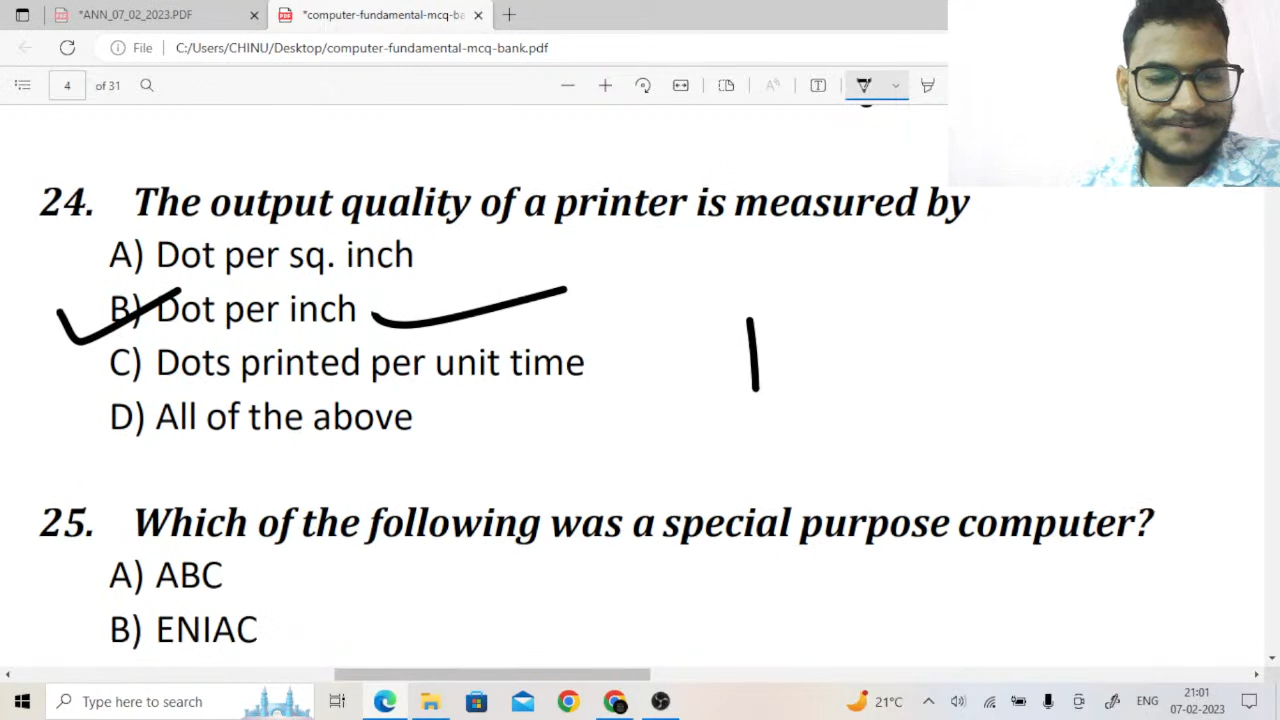 *ANN_07_02_2023.PDF
*computer-fundamental-mcq-ba
File
C:/Users/CHINU/Desktop/computer-fundamental-mcq-bank.pdf
4 of 31
24. The output quality of a printer is measured by
A) Dot per sq. inch
B) Dot per inch
C) Dots printed per unit time
D) All of the above
25. Which of the following was a special purpose computer?
A) ABC
B) ENIAC
Type here to search
21°C
ENG
21:01
07-02-2023